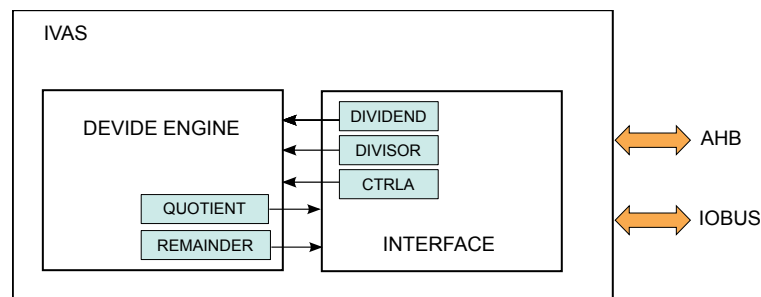 IVAS
DEVIDE ENGINE
DIVIDEND
DIVISOR
CTRLA
QUOTIENT
REMAINDER
INTERFACE
AHB
IOBUS